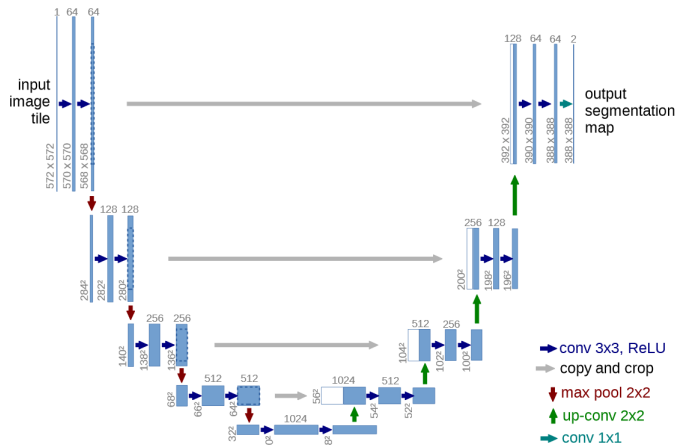 1 64 64
128 64 64 2
input
image
tile
output
segmentation
map
572 x 572
570 x 570
568 x 568
392 x 392
390 x 390
388 x 388
388 x 388
128 128
256 128
284²
282²
280²
200²
198²
196²
256 256
512 256
140²
138²
136²
104²
102²
100²
512 512
1024 512
68²
66²
64²
56²
54²
52²
1024
32²
0²
8²
conv 3x3, ReLU
copy and crop
max pool 2x2
up-conv 2x2
conv 1x1